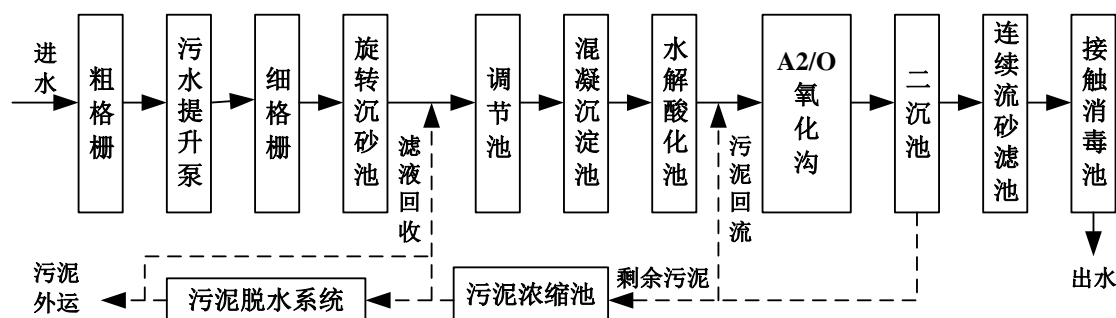 进水
粗格栅
污水提升泵
细格栅
旋转沉砂池
滤液回收
调节池
混凝沉淀池
水解酸化池
污泥回流
A2/O
氧化沟
二沉池
连续流砂滤池
接触消毒池
出水
污泥
外运
污泥脱水系统
污泥浓缩池
剩余污泥